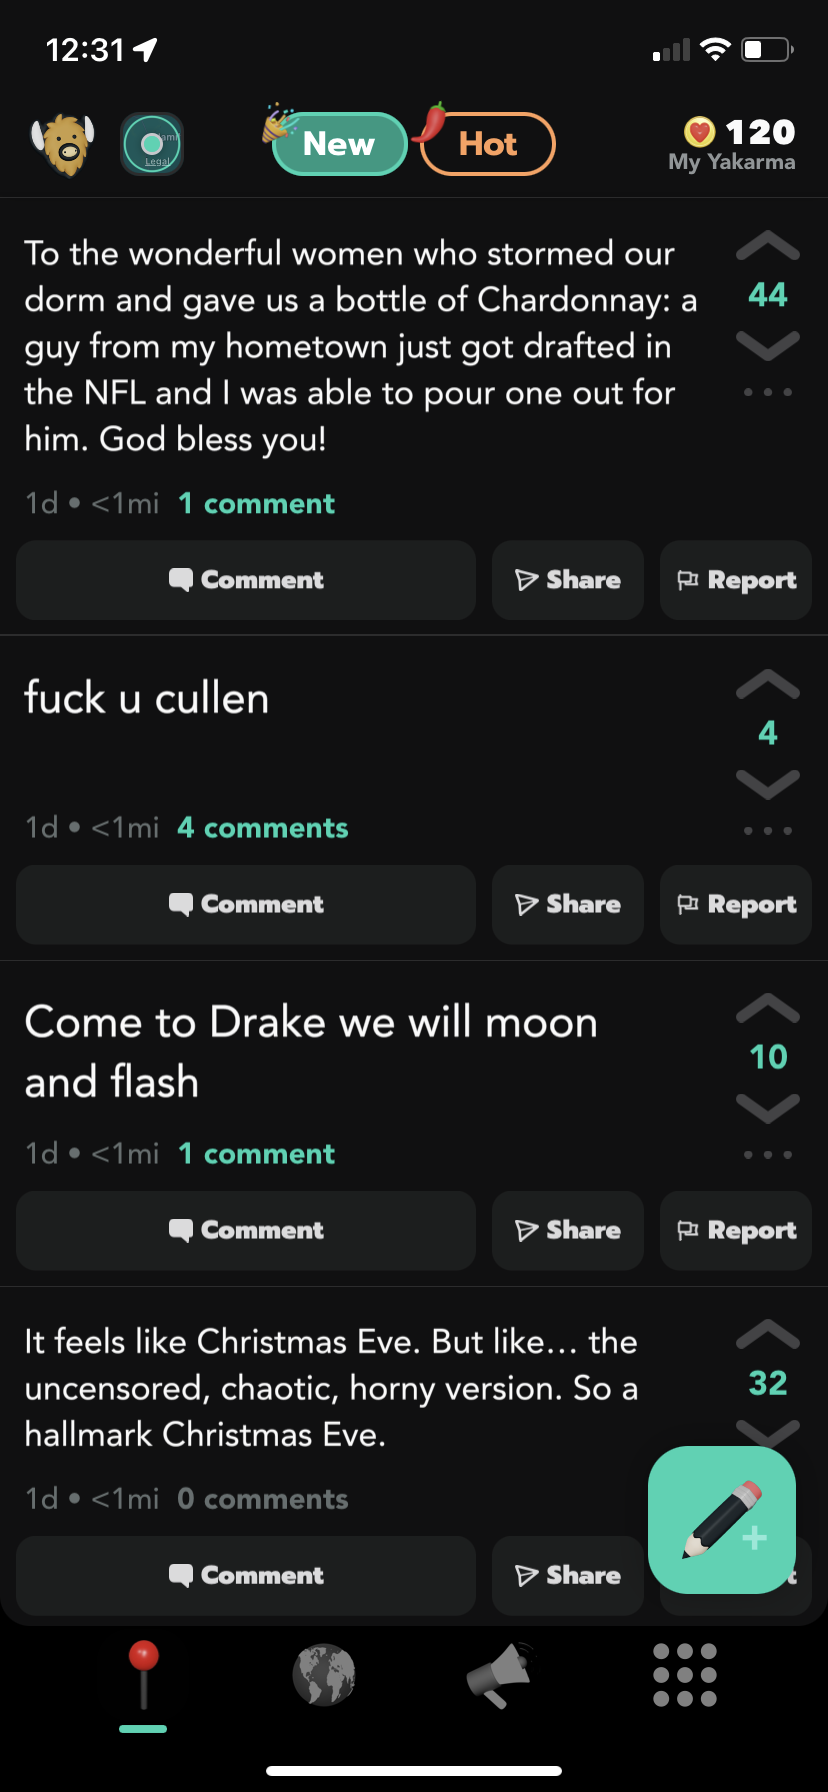 12:31
New
Hot
120
My Yakarma
Legal
To the wonderful women who stormed our
dorm and gave us a bottle of Chardonnay: a
guy from my hometown just got drafted in
the NFL and I was able to pour one out for
him. God bless you!
44
1d • <1mi 1 comment
Comment
Share
Report
fuck u cullen
4
1d • <1mi 4 comments
Comment
Share
Report
Come to Drake we will moon
and flash
10
1d • <1mi 1 comment
Comment
Share
Report
It feels like Christmas Eve. But like... the
uncensored, chaotic, horny version. So a
hallmark Christmas Eve.
32
1d • <1mi 0 comments
Comment
Share